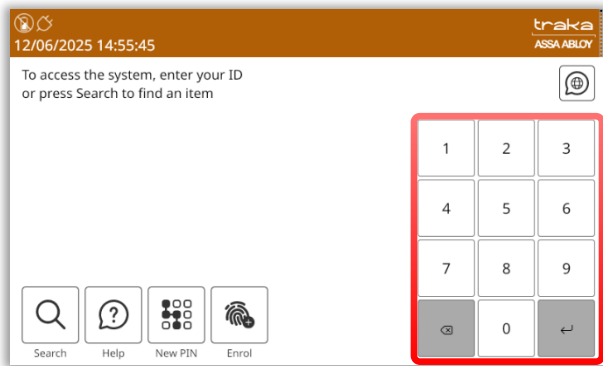 traka
12/06/2025 14:55:45
ASSA ABLOY
To access the system, enter your ID
or press Search to find an item
1 2 3
4 5 6
7 8 9
0
Search Help New PIN Enrol